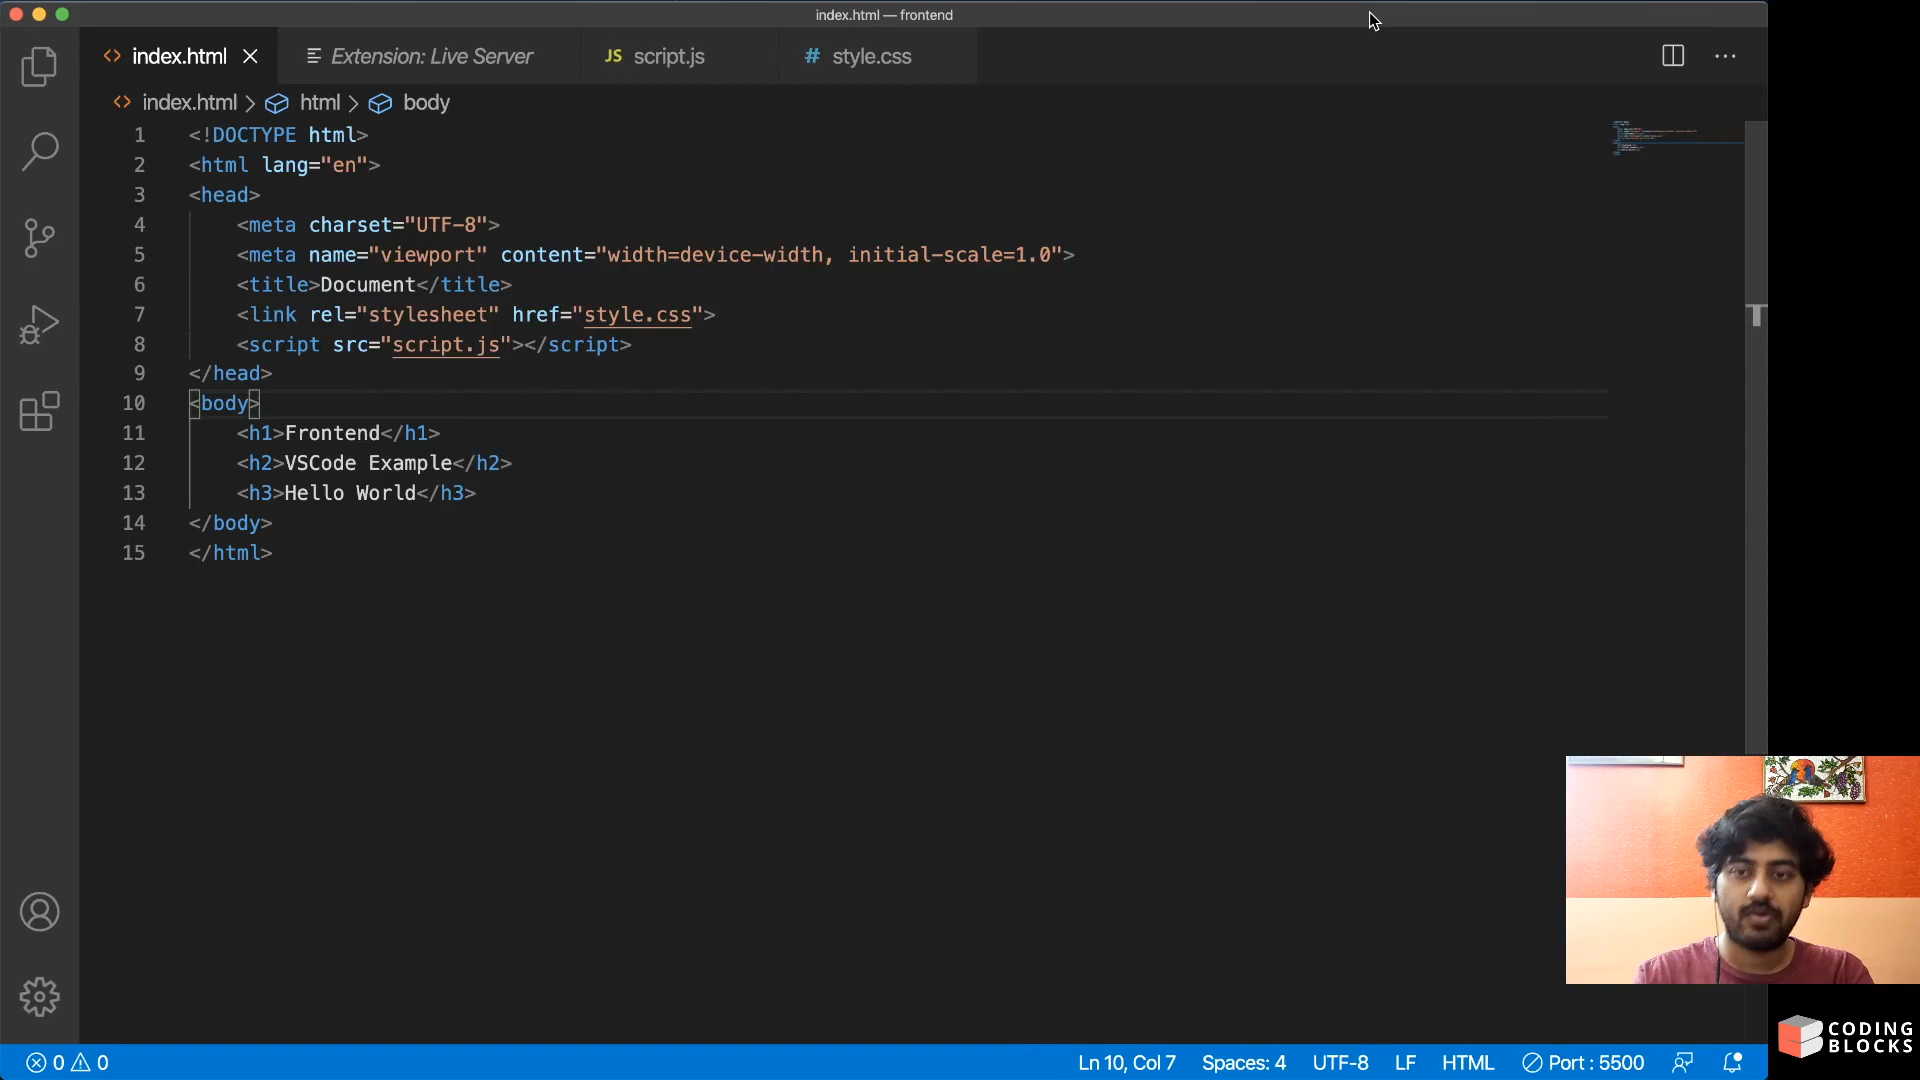 index.html — frontend
index.html
Extension: Live Server
JS script.js
# style.css
index.html > html > body
1 <!DOCTYPE html>
2 <html lang="en">
3 <head>
4 <meta charset="UTF-8">
5 <meta name="viewport" content="width=device-width, initial-scale=1.0">
6 <title>Document</title>
7 <link rel="stylesheet" href="style.css">
8 <script src="script.js"></script>
9 </head>
10 <body>
11 <h1>Frontend</h1>
12 <h2>VSCode Example</h2>
13 <h3>Hello World</h3>
14 </body>
15 </html>
0 0
Ln 10, Col 7
Spaces: 4
UTF-8
LF
HTML
Port : 5500
CODING
BLOCKS